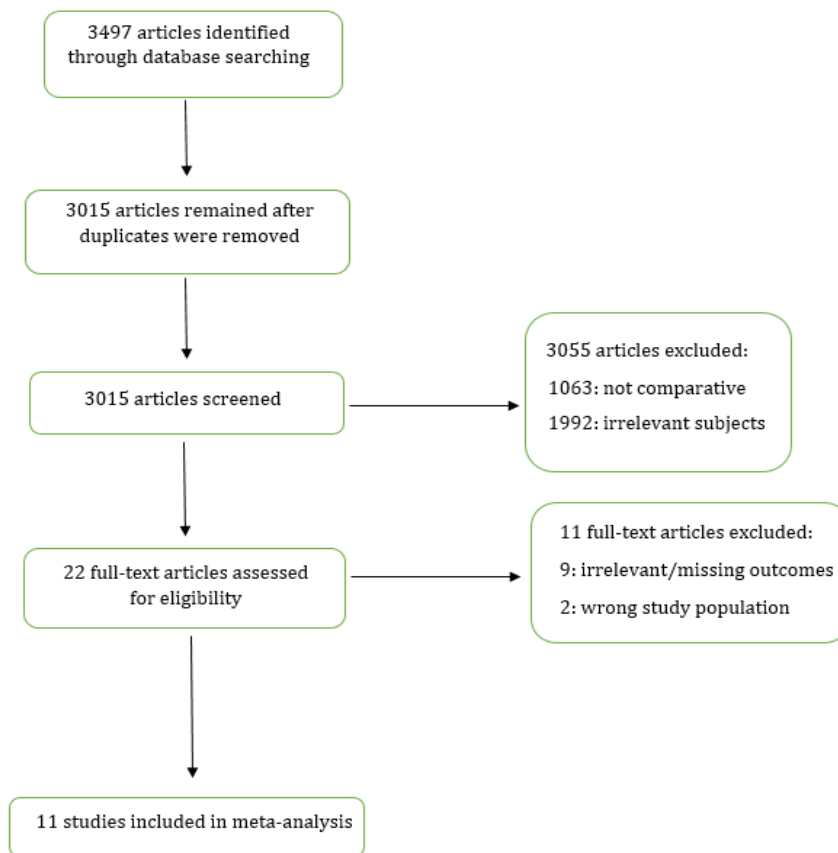 3497 articles identified
through database searching
3015 articles remained after
duplicates were removed
3015 articles screened
3055 articles excluded:
1063: not comparative
1992: irrelevant subjects
22 full-text articles assessed
for eligibility
11 full-text articles excluded:
9: irrelevant/missing outcomes
2: wrong study population
11 studies included in meta-analysis